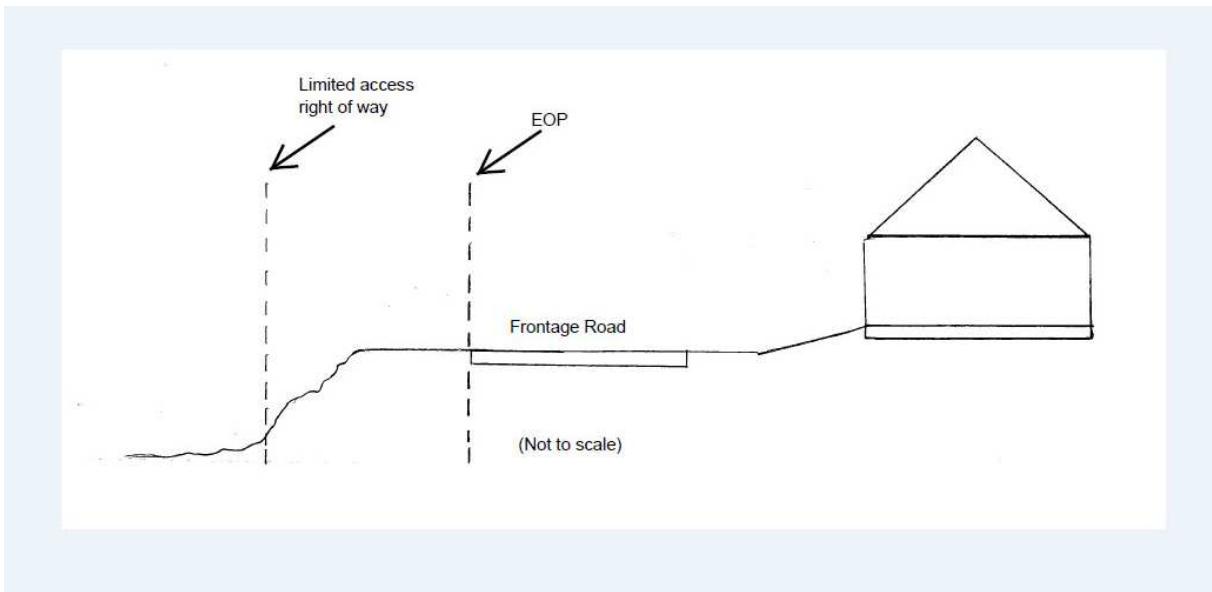 Limited access
right of way
EOP
Frontage Road
(Not to scale)